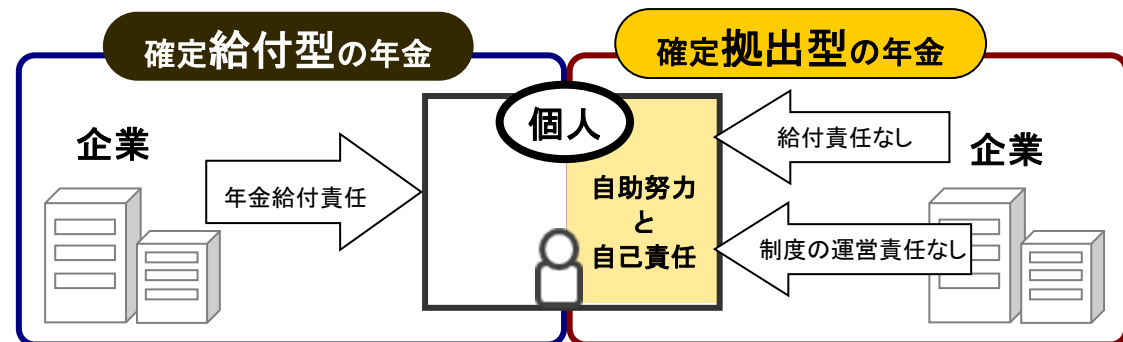 確定給付型の年金
確定拠出型の年金
個人
企業
年金給付責任
自助努力
と
自己責任
給付責任なし
企業
制度の運営責任なし